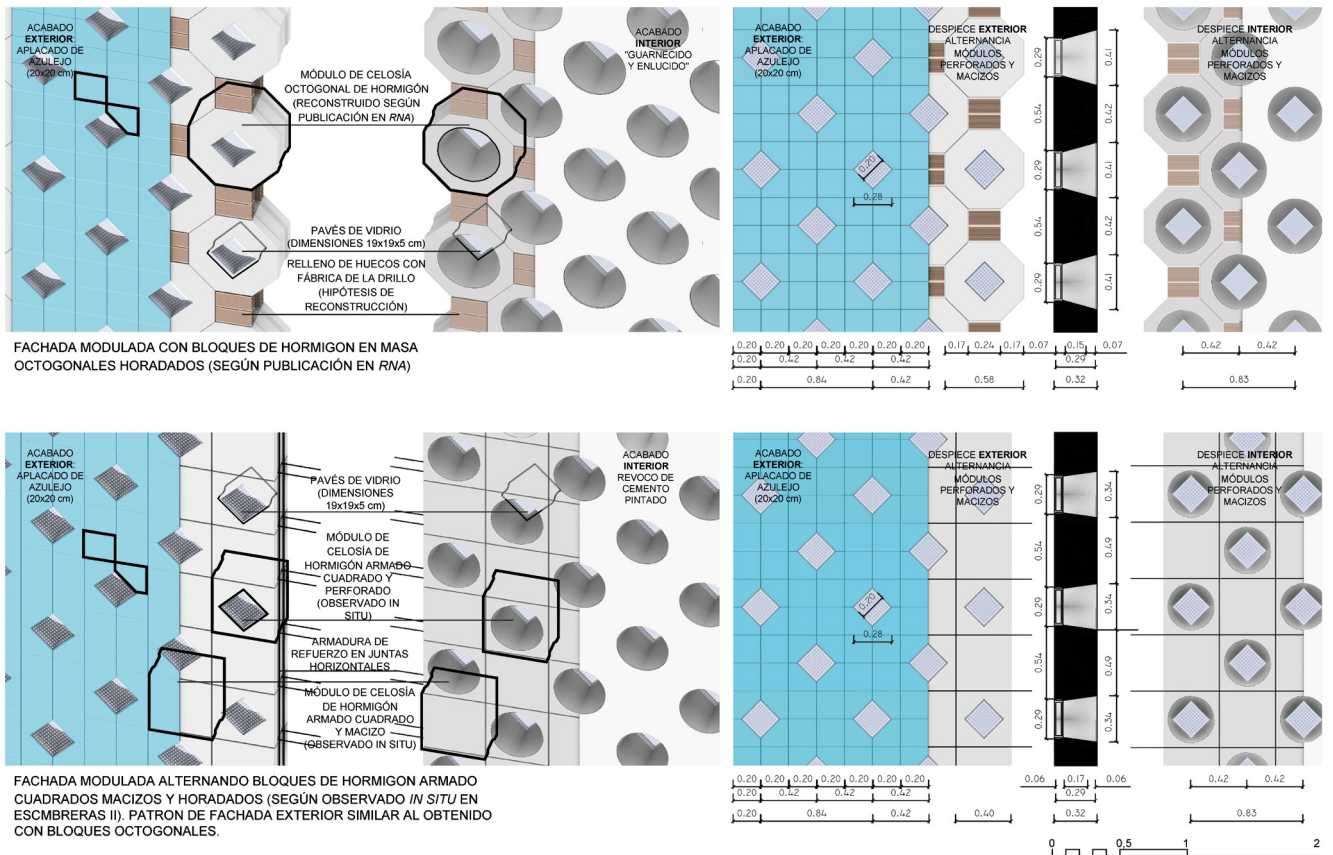 ACABADO
EXTERIOR:
APLACADO DE
AZULEJO
(20x20 cm)
MÓDULO DE CELOSÍA
OCTOGONAL DE HORMIGÓN
(RECONSTRUIDO SEGÚN
PUBLICACIÓN EN RNA)
ACABADO
INTERIOR
"GUARNECIDO
Y ENLUCIDO"
PAVÉS DE VIDRIO
(DIMENSIONES 19x19x5 cm)
RELLENO DE HUECOS CON
FÁBRICA DE LA DRILLO
(HIPÓTESIS DE
RECONSTRUCCIÓN)
FACHADA MODULADA CON BLOQUES DE HORMIGON EN MASA
OCTOGONALES HORADADOS (SEGÚN PUBLICACIÓN EN RNA)
ACABADO
EXTERIOR:
APLACADO DE
AZULEJO
(20x20 cm)
DESPIECE EXTERIOR
ALTERNANCIA
MÓDULOS
PERFORADOS Y
MACIZOS
DESPIECE INTERIOR
ALTERNANCIA
MÓDULOS
PERFORADOS Y
MACIZOS
0.20
0.28
0.29
0.54
0.29
0.54
0.29
0.41
0.42
0.41
0.42
0.41
0.20 0.20 0.20 0.20 0.20 0.20 0.20 0.17 0.24 0.17 0.07 0.15 0.07 0.42 0.42
0.20 0.42 0.42 0.42 0.29
0.20 0.84 0.42 0.58 0.32 0.83
ACABADO
EXTERIOR:
APLACADO DE
AZULEJO
(20x20 cm)
PAVÉS DE VIDRIO
(DIMENSIONES
19x19x5 cm)
ACABADO
INTERIOR
REVOCO DE
CEMENTO
PINTADO
MÓDULO DE
CELOSÍA DE
HORMIGÓN ARMADO
CUADRADO Y
PERFORADO
(OBSERVADO IN
SITU)
ARMADURA DE
REFUERZO EN JUNTAS
HORIZONTALES
MÓDULO DE CELOSÍA
DE HORMIGÓN
ARMADO CUADRADO
Y MACIZO
(OBSERVADO IN SITU)
FACHADA MODULADA ALTERNANDO BLOQUES DE HORMIGON ARMADO
CUADRADOS MACIZOS Y HORADADOS (SEGÚN OBSERVADO IN SITU EN
ESCMBRERAS II). PATRON DE FACHADA EXTERIOR SIMILAR AL OBTENIDO
CON BLOQUES OCTOGONALES.
ACABADO
EXTERIOR:
APLACADO DE
AZULEJO
(20x20 cm)
DESPIECE EXTERIOR
ALTERNANCIA
MÓDULOS
PERFORADOS Y
MACIZOS
DESPIECE INTERIOR
ALTERNANCIA
MÓDULOS
PERFORADOS Y
MACIZOS
0.20
0.28
0.29
0.54
0.29
0.54
0.29
0.34
0.49
0.34
0.49
0.34
0.20 0.20 0.20 0.20 0.20 0.20 0.20 0.06 0.17 0.06 0.42 0.42
0.20 0.42 0.42 0.42 0.29
0.20 0.84 0.42 0.40 0.32 0.83
0 0,5 1 2